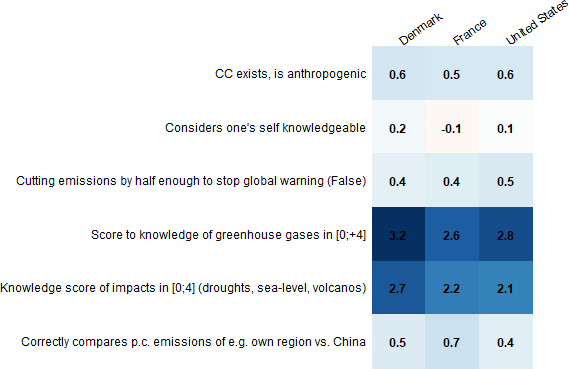 Denmark France United States
CC exists, is anthropogenic 0.6 0.5 0.6
Considers one's self knowledgeable 0.2 -0.1 0.1
Cutting emissions by half enough to stop global warning (False) 0.4 0.4 0.5
Score to knowledge of greenhouse gases in [0;+4] 3.2 2.6 2.8
Knowledge score of impacts in [0;4] (droughts, sea-level, volcanos) 2.7 2.2 2.1
Correctly compares p.c. emissions of e.g. own region vs. China 0.5 0.7 0.4